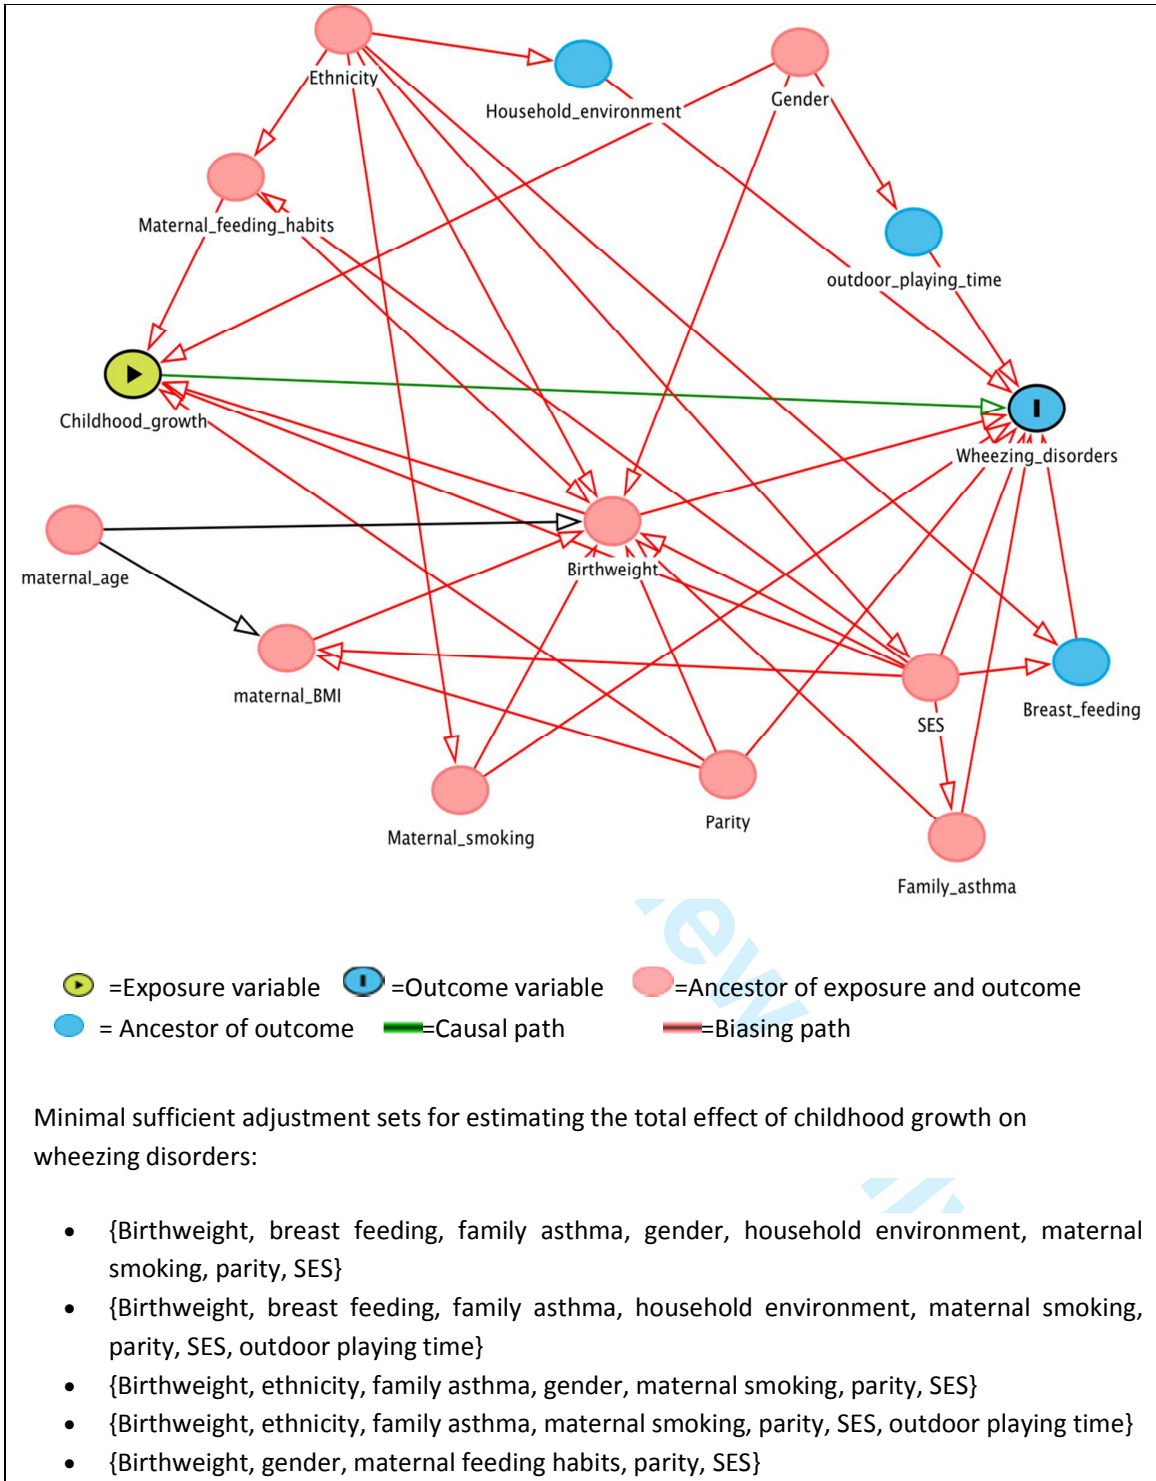 Ethnicity
Household_environment
Gender
Maternal_feeding_habits
outdoor_playing_time
Childhood_growth
Wheezing_disorders
maternal_age
Birthweight
maternal_BMI
SES
Breast_feeding
Maternal_smoking
Parity
Family_asthma
=Exposure variable =Outcome variable =Ancestor of exposure and outcome
= Ancestor of outcome =Causal path =Biasing path
Minimal sufficient adjustment sets for estimating the total effect of childhood growth on
wheezing disorders:
• {Birthweight, breast feeding, family asthma, gender, household environment, maternal
smoking, parity, SES}
• {Birthweight, breast feeding, family asthma, household environment, maternal smoking,
parity, SES, outdoor playing time}
• {Birthweight, ethnicity, family asthma, gender, maternal smoking, parity, SES}
• {Birthweight, ethnicity, family asthma, maternal smoking, parity, SES, outdoor playing time}
• {Birthweight, gender, maternal feeding habits, parity, SES}